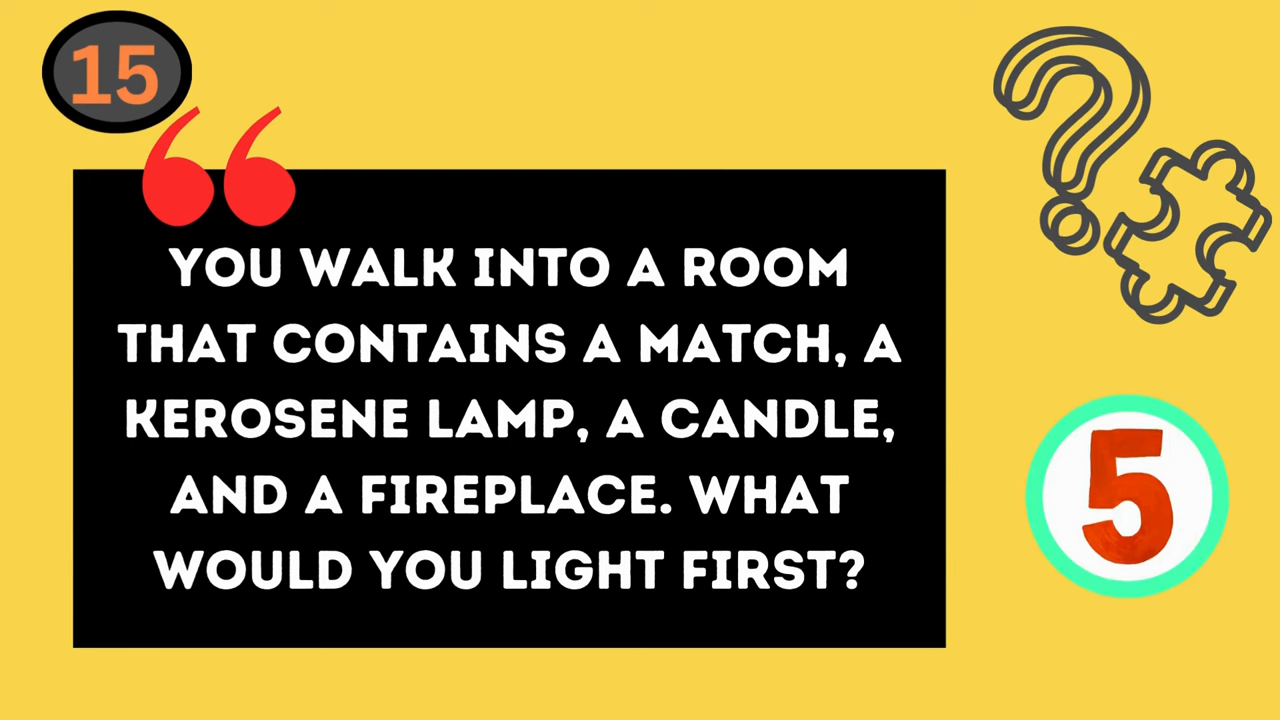 15
“
YOU WALK INTO A ROOM
THAT CONTAINS A MATCH, A
KEROSENE LAMP, A CANDLE,
AND A FIREPLACE. WHAT
WOULD YOU LIGHT FIRST?
?
5